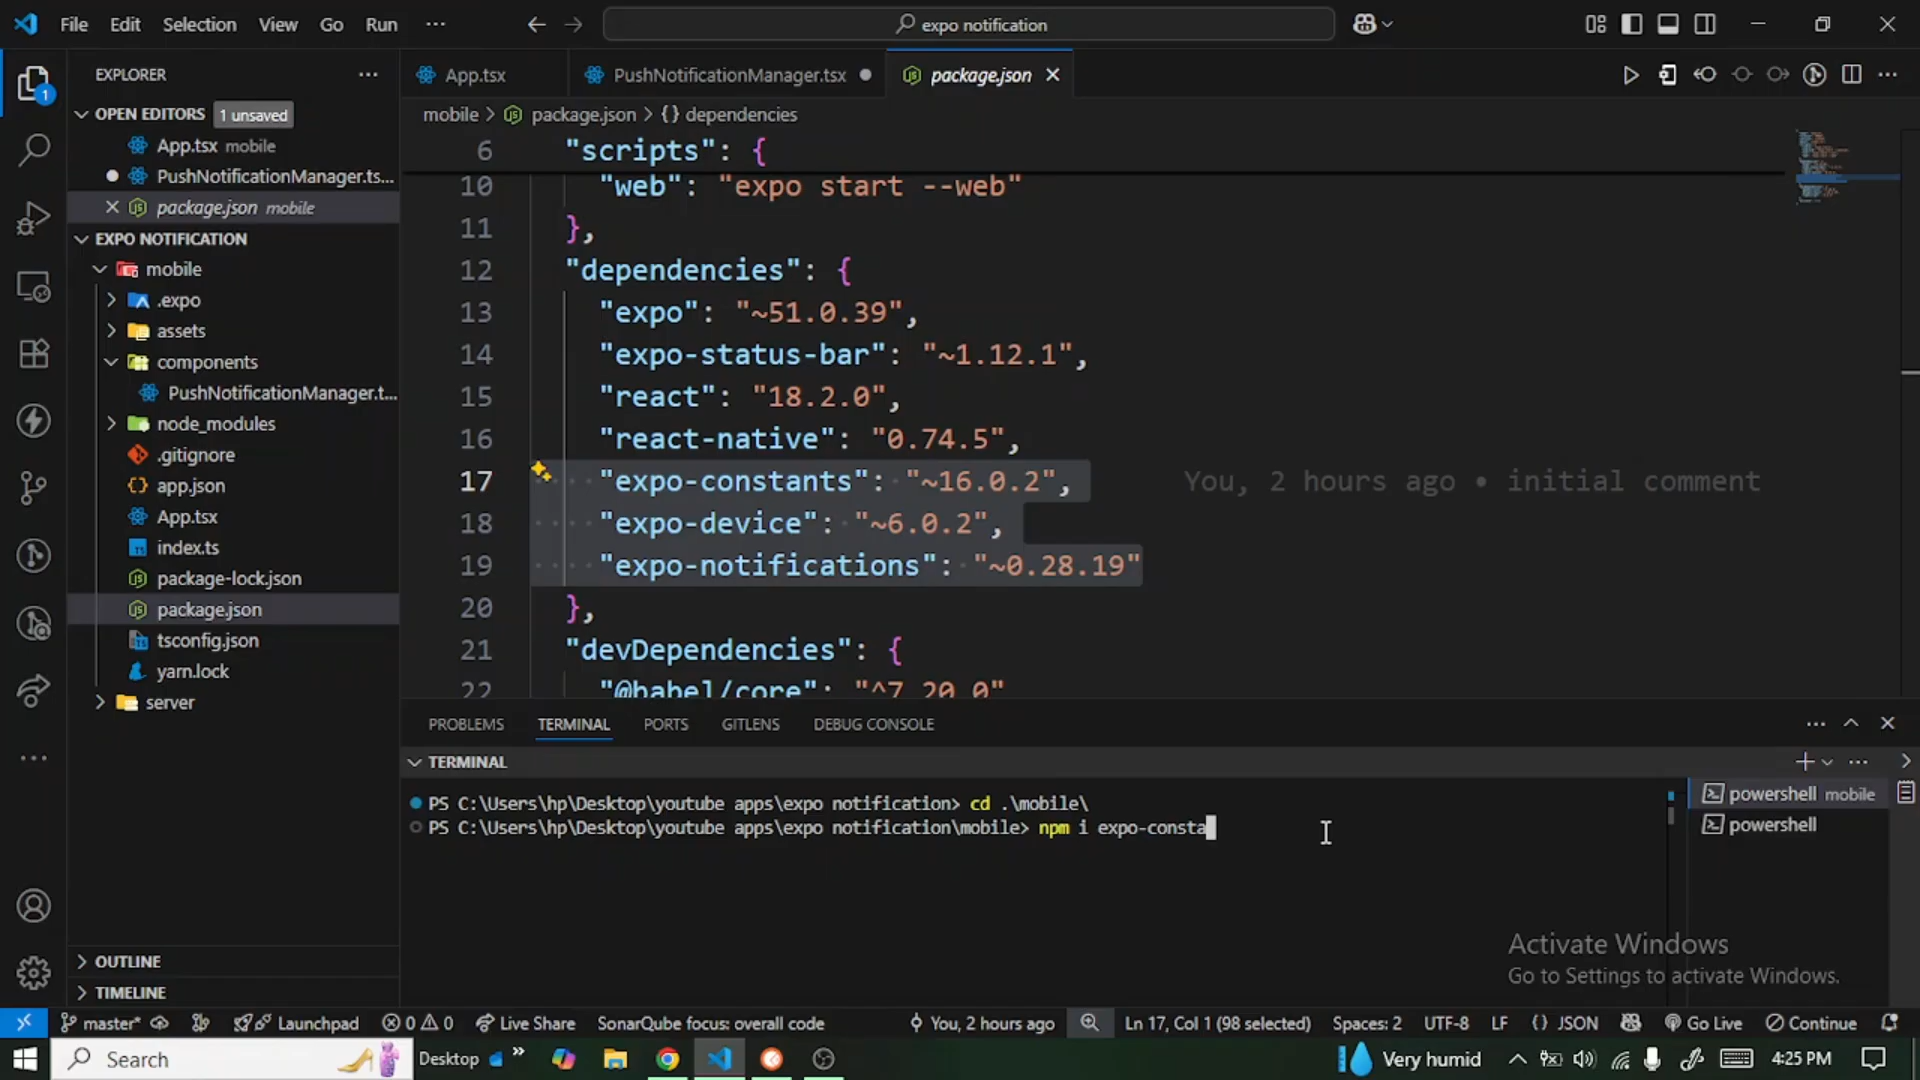 File Edit Selection View Go Run ···
expo notification
EXPLORER
OPEN EDITORS 1 unsaved
App.tsx mobile
PushNotificationManager.ts...
package.json mobile
EXPO NOTIFICATION
mobile
.expo
assets
components
PushNotificationManager.t...
node_modules
.gitignore
app.json
App.tsx
index.ts
package-lock.json
package.json
tsconfig.json
yarn.lock
server
OUTLINE
TIMELINE
App.tsx
PushNotificationManager.tsx
package.json
mobile > package.json > {} dependencies
6 "scripts": {
10 "web": "expo start --web"
11 },
12 "dependencies": {
13 "expo": "~51.0.39",
14 "expo-status-bar": "~1.12.1",
15 "react": "18.2.0",
16 "react-native": "0.74.5",
17 "expo-constants": "~16.0.2", You, 2 hours ago • initial comment
18 "expo-device": "~6.0.2",
19 "expo-notifications": "~0.28.19"
20 },
21 "devDependencies": {
22 "@babel/core": "^7.20.0"
PROBLEMS TERMINAL PORTS GITLENS DEBUG CONSOLE
TERMINAL
PS C:\Users\hp\Desktop\youtube apps\expo notification> cd .\mobile\
PS C:\Users\hp\Desktop\youtube apps\expo notification\mobile> npm i expo-consta
powershell mobile
powershell
Activate Windows
Go to Settings to activate Windows.
master* Launchpad 0 0 Live Share SonarQube focus: overall code You, 2 hours ago Ln 17, Col 1 (98 selected) Spaces: 2 UTF-8 LF {} JSON Go Live Continue
Search Desktop Very humid 4:25 PM